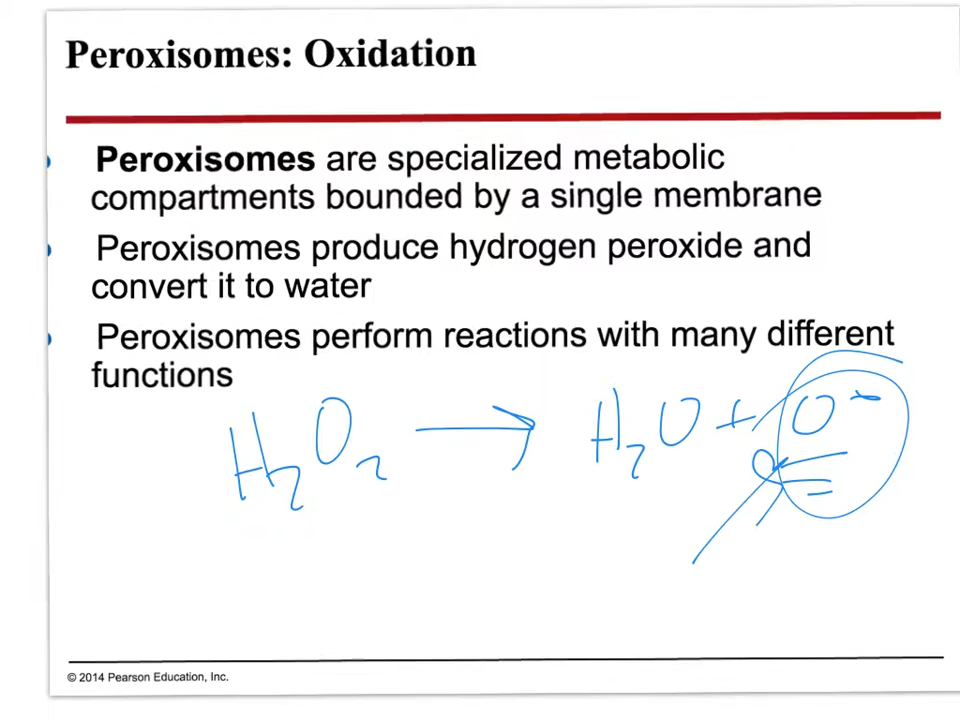 Peroxisomes: Oxidation
Peroxisomes are specialized metabolic
compartments bounded by a single membrane
Peroxisomes produce hydrogen peroxide and
convert it to water
Peroxisomes perform reactions with many different
functions
H₂O₂ → H₂O + O⁻
© 2014 Pearson Education, Inc.